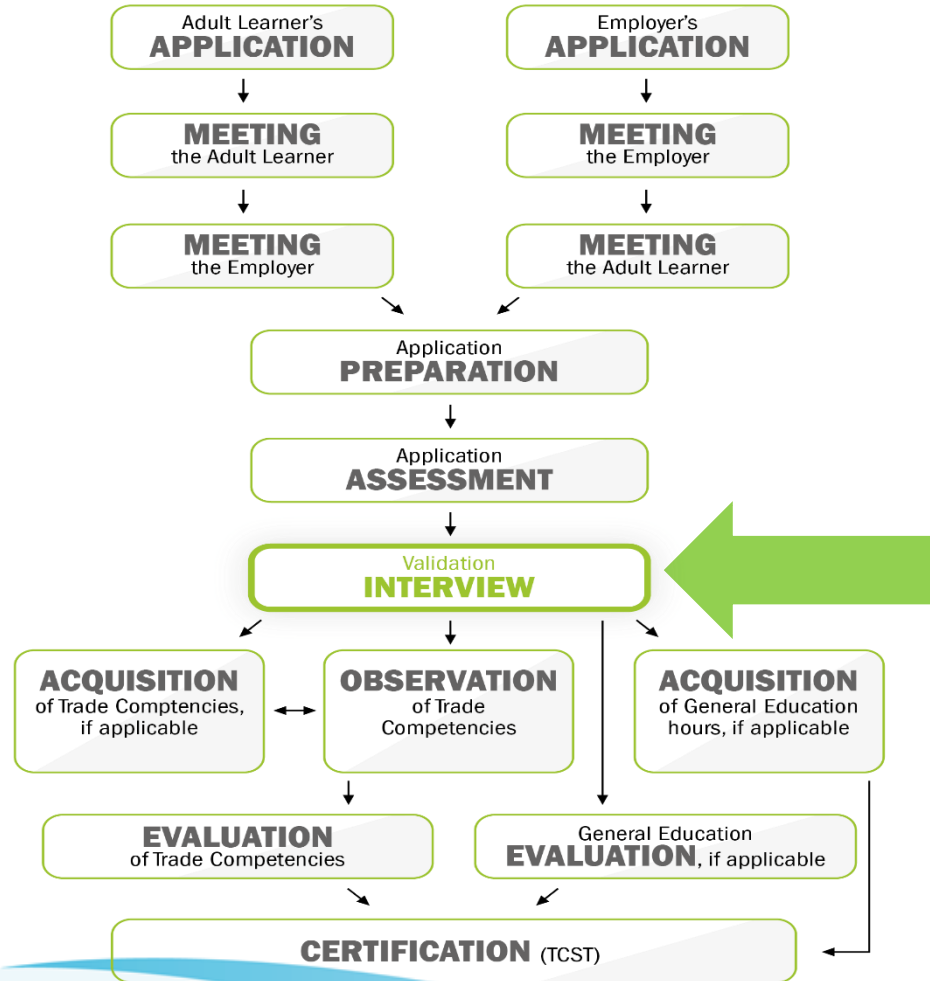 Adult Learner's
APPLICATION
Employer's
APPLICATION
MEETING
the Adult Learner
MEETING
the Employer
MEETING
the Employer
MEETING
the Adult Learner
Application
PREPARATION
Application
ASSESSMENT
Validation
INTERVIEW
ACQUISITION
of Trade Comptencies,
if applicable
OBSERVATION
of Trade
Competencies
ACQUISITION
of General Education
hours, if applicable
EVALUATION
of Trade Competencies
General Education
EVALUATION, if applicable
CERTIFICATION (TCST)